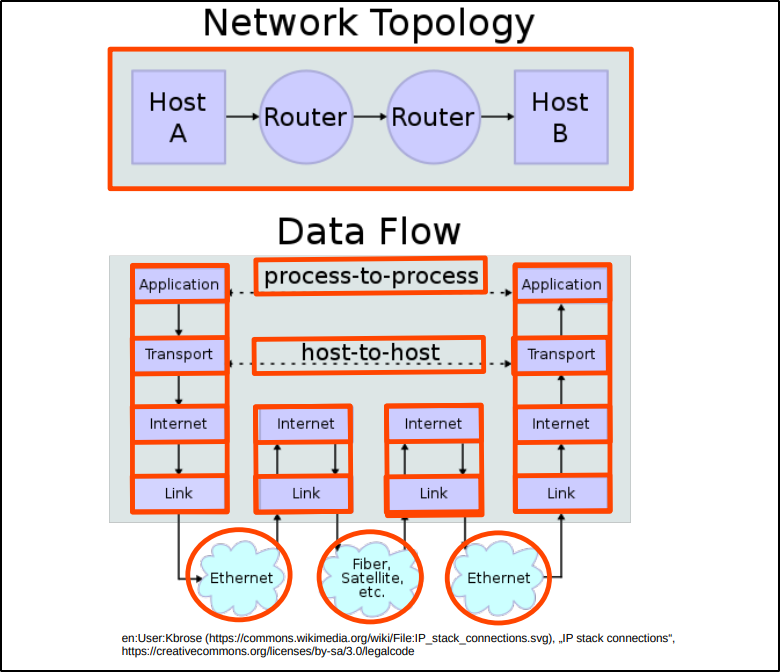 Network Topology
Host
A
Router
Router
Host
B
Data Flow
Application
process-to-process
Application
Transport
host-to-host
Transport
Internet
Internet
Internet
Internet
Link
Link
Link
Link
Ethernet
Fiber,
Satellite,
etc.
Ethernet
en:User:Kbrose (https://commons.wikimedia.org/wiki/File:IP_stack_connections.svg), „IP stack connections“,
https://creativecommons.org/licenses/by-sa/3.0/legalcode